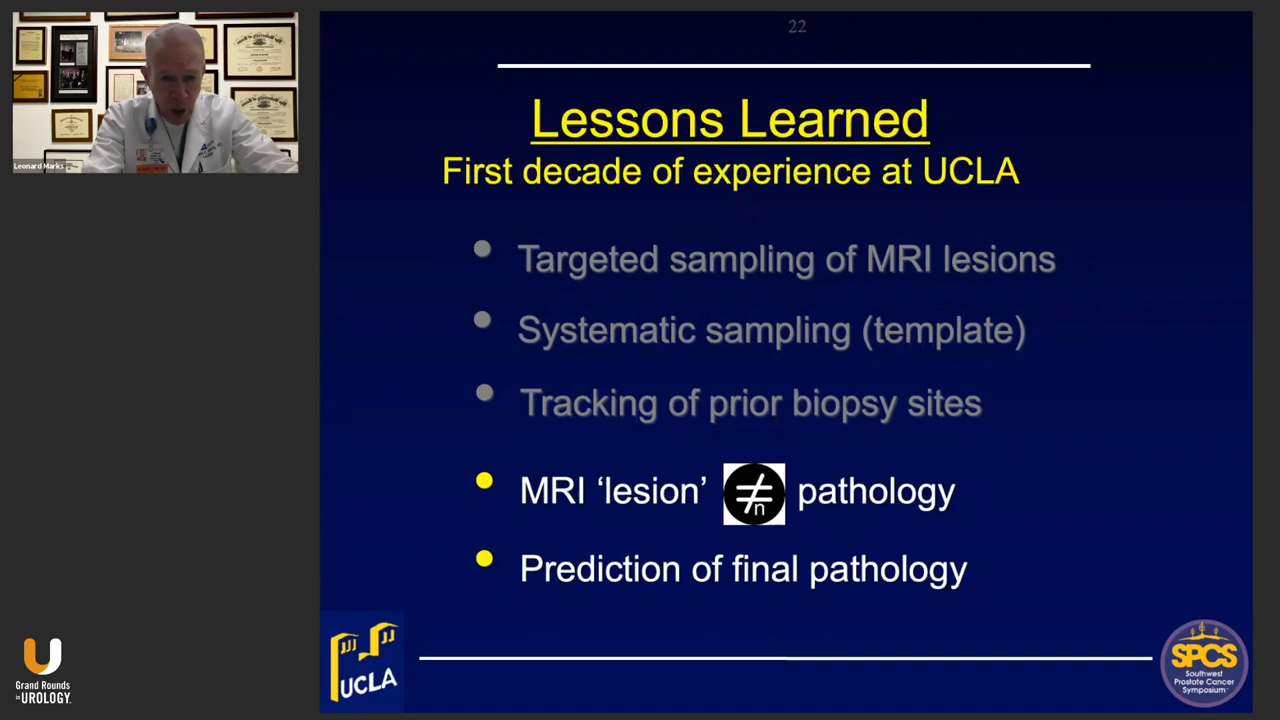 22
Lessons Learned
First decade of experience at UCLA
• Targeted sampling of MRI lesions
• Systematic sampling (template)
• Tracking of prior biopsy sites
• MRI ‘lesion’ ≠n pathology
• Prediction of final pathology
Leonard Marks
Grand Rounds
in UROLOGY
UCLA
SPCS
Southwest
Prostate Cancer
Symposium